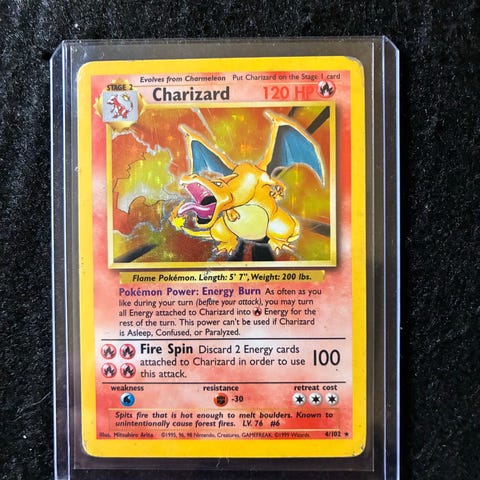 Evolves from Charmeleon Put Charizard on the Stage 1 card
STAGE 2 Charizard 120 HP
Flame Pokémon. Length: 5' 7", Weight: 200 lbs.
Pokémon Power: Energy Burn As often as you
like during your turn (before your attack), you may turn
all Energy attached to Charizard into Energy for the
rest of the turn. This power can't be used if Charizard
is Asleep, Confused, or Paralyzed.
Fire Spin Discard 2 Energy cards
attached to Charizard in order to use 100
this attack.
weakness resistance retreat cost
-30
Spits fire that is hot enough to melt boulders. Known to
unintentionally cause forest fires. LV. 76 #6
Illus. Mitsuhiro Arita ©1995, 96, 98 Nintendo, Creatures, GAMEFREAK. ©1999 Wizards. 4/102 ★